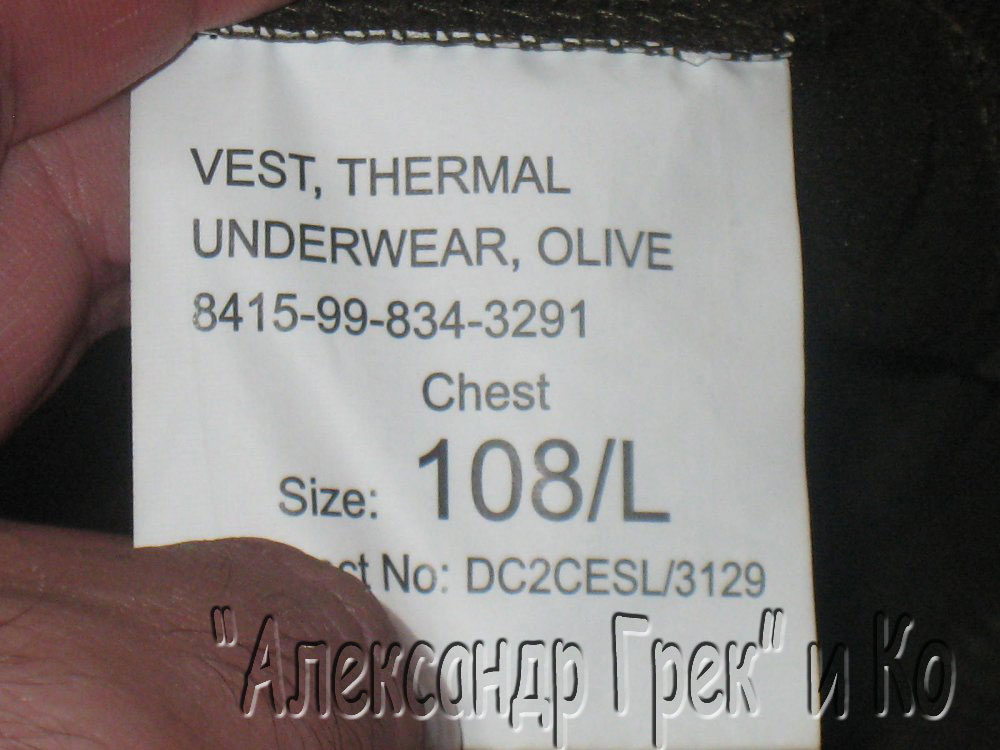 VEST, THERMAL
UNDERWEAR, OLIVE
8415-99-834-3291
Chest
Size: 108/L
No: DC2CESL/3129
"Александр Грек" и Ко